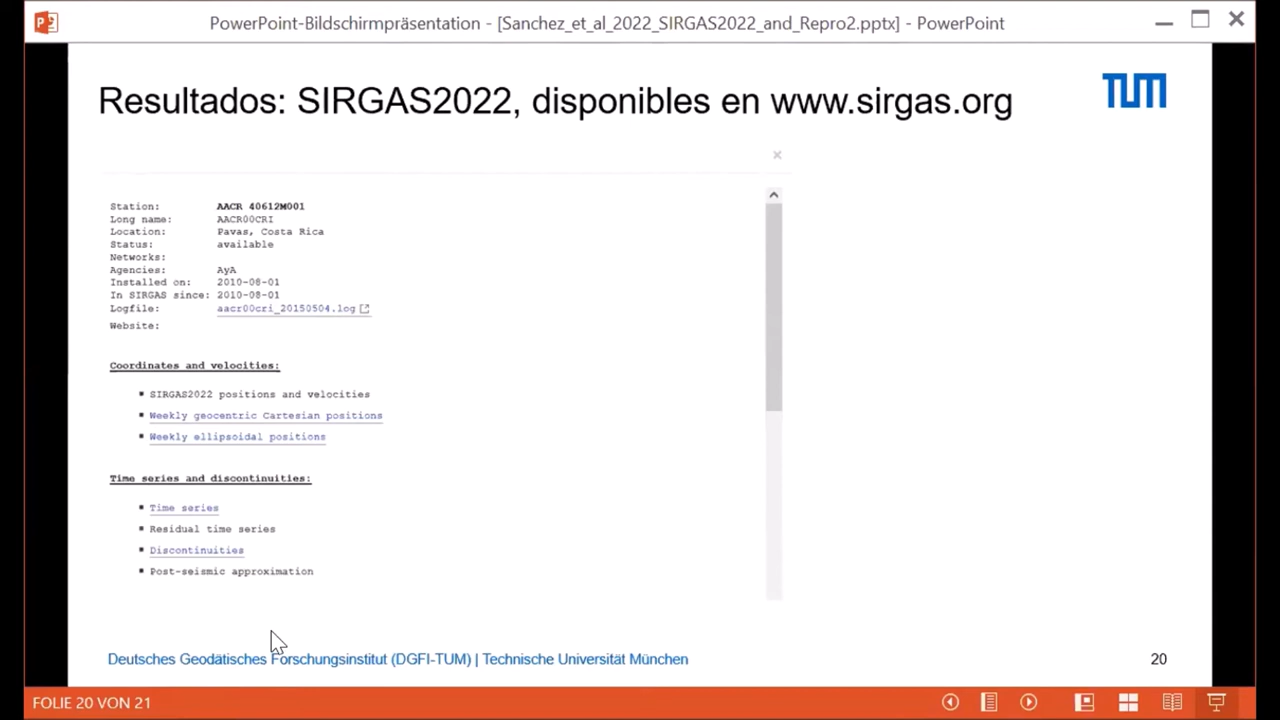 PowerPoint-Bildschirmpräsentation - [Sanchez_et_al_2022_SIRGAS2022_and_Repro2.pptx] - PowerPoint
Resultados: SIRGAS2022, disponibles en www.sirgas.org
TUM
Station: AACR 40612M001
Long name: AACR00CRI
Location: Pavas, Costa Rica
Status: available
Networks:
Agencies: AyA
Installed on: 2010-08-01
In SIRGAS since: 2010-08-01
Logfile: aacr00cri_20150504.log
Website:
Coordinates and velocities:
▪ SIRGAS2022 positions and velocities
▪ Weekly geocentric Cartesian positions
▪ Weekly ellipsoidal positions
Time series and discontinuities:
▪ Time series
▪ Residual time series
▪ Discontinuities
▪ Post-seismic approximation
Deutsches Geodätisches Forschungsinstitut (DGFI-TUM) | Technische Universität München 20
FOLIE 20 VON 21